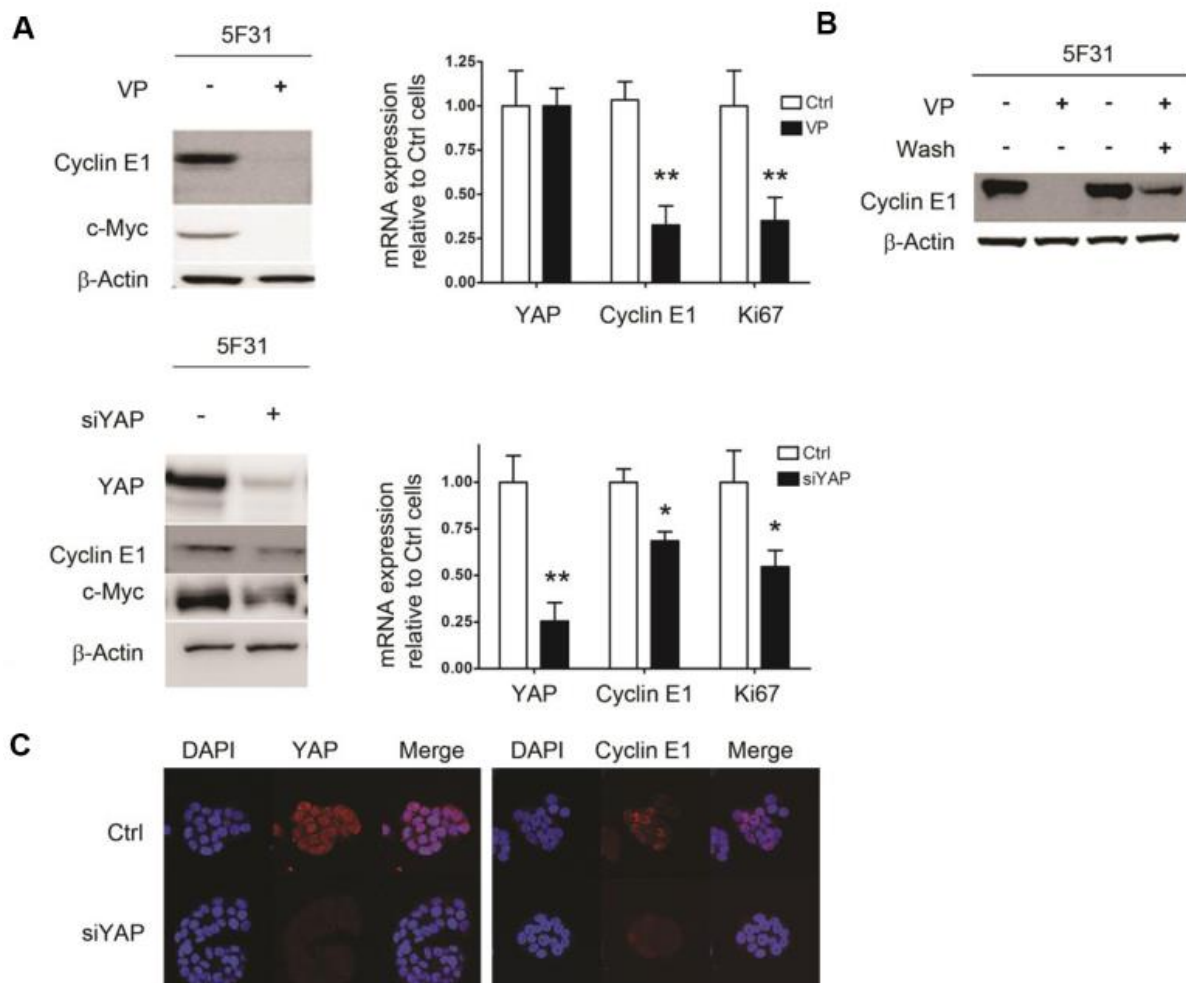 A
5F31
VP - +
Cyclin E1
c-Myc
β-Actin
mRNA expression
relative to Ctrl cells
1.25
1.00
0.75
0.50
0.25
0.00
Ctrl
VP
**
**
YAP Cyclin E1 Ki67
B
5F31
VP - + - +
Wash - - - +
Cyclin E1
β-Actin
5F31
siYAP - +
YAP
Cyclin E1
c-Myc
β-Actin
mRNA expression
relative to Ctrl cells
1.00
0.75
0.50
0.25
0.00
Ctrl
siYAP
**
*
*
YAP Cyclin E1 Ki67
C
DAPI YAP Merge DAPI Cyclin E1 Merge
Ctrl
siYAP